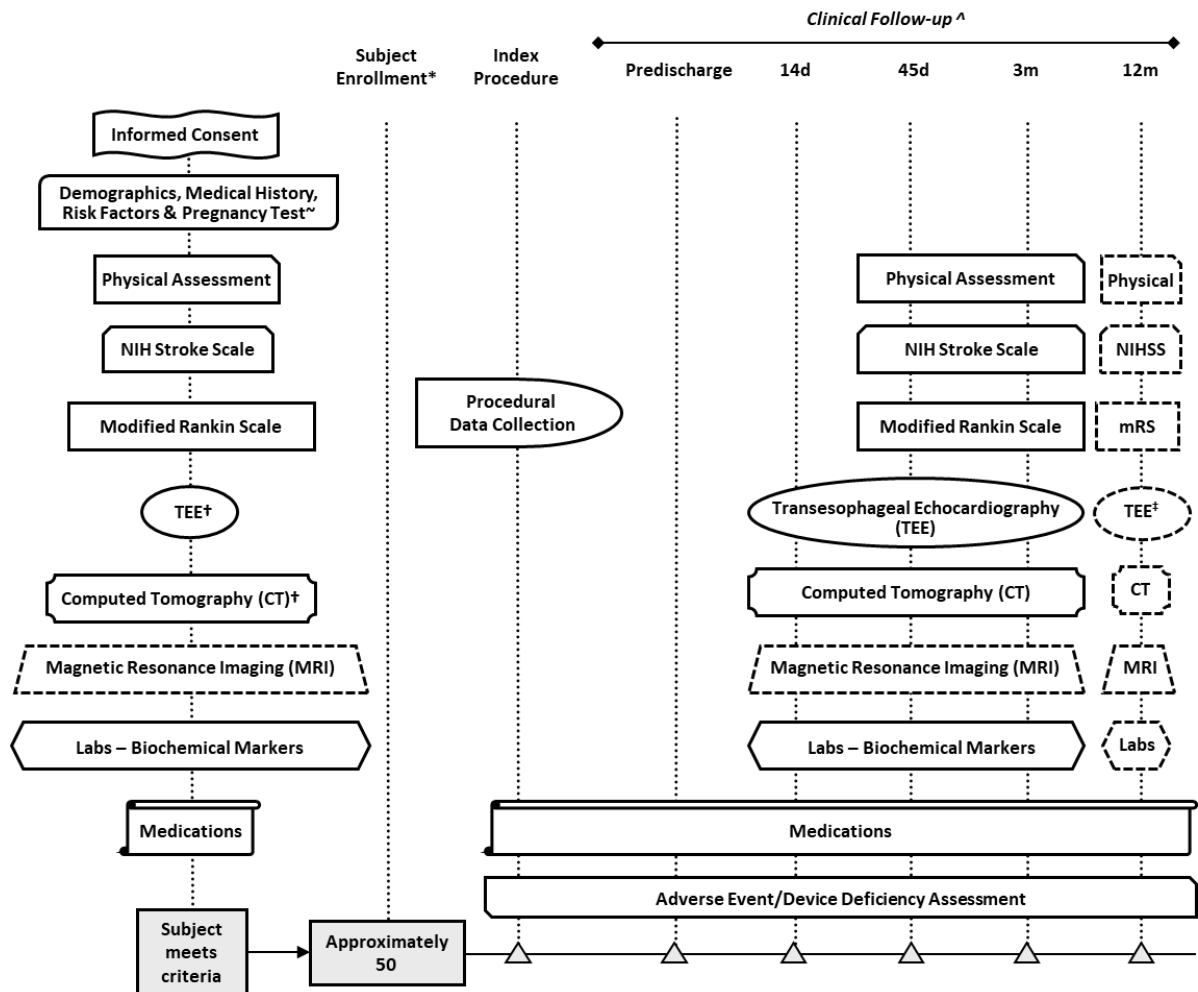 Clinical Follow-up ^
Subject
Enrollment*
Index
Procedure
Predischarge
14d
45d
3m
12m
Informed Consent
Demographics, Medical History,
Risk Factors & Pregnancy Test~
Physical Assessment
Physical Assessment
Physical
NIH Stroke Scale
NIH Stroke Scale
NIHSS
Modified Rankin Scale
Procedural
Data Collection
Modified Rankin Scale
mRS
TEE†
Transesophageal Echocardiography
(TEE)
TEE‡
Computed Tomography (CT)†
Computed Tomography (CT)
CT
Magnetic Resonance Imaging (MRI)
Magnetic Resonance Imaging (MRI)
MRI
Labs – Biochemical Markers
Labs – Biochemical Markers
Labs
Medications
Medications
Adverse Event/Device Deficiency Assessment
Subject
meets
criteria
Approximately
50